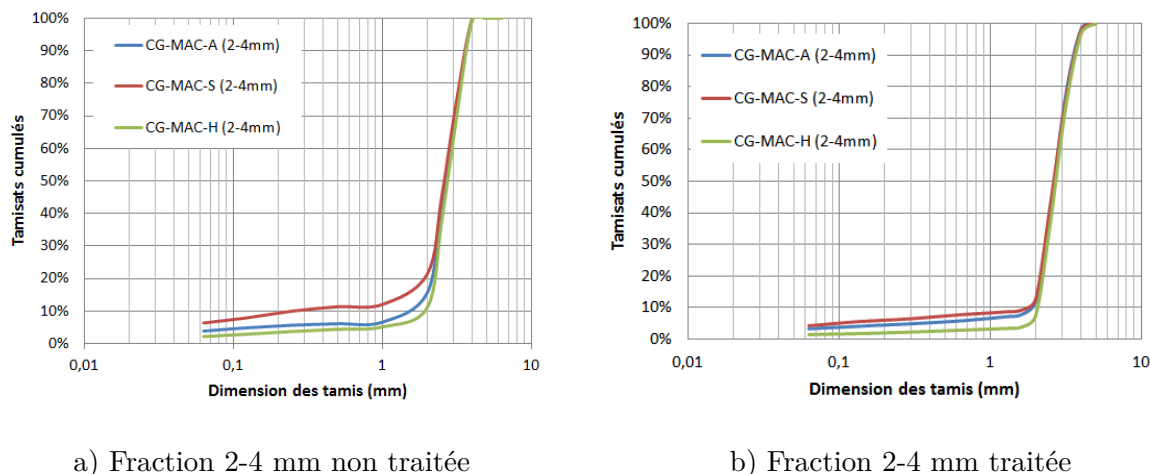 100%
90%
80%
70%
60%
50%
40%
30%
20%
10%
0%
Tamisats cumulés
CG-MAC-A (2-4mm)
CG-MAC-S (2-4mm)
CG-MAC-H (2-4mm)
0,01 0,1 1 10
Dimension des tamis (mm)
a) Fraction 2-4 mm non traitée
100%
90%
80%
70%
60%
50%
40%
30%
20%
10%
0%
Tamisats cumulés
CG-MAC-A (2-4mm)
CG-MAC-S (2-4mm)
CG-MAC-H (2-4mm)
0,01 0,1 1 10
Dimension des tamis (mm)
b) Fraction 2-4 mm traitée